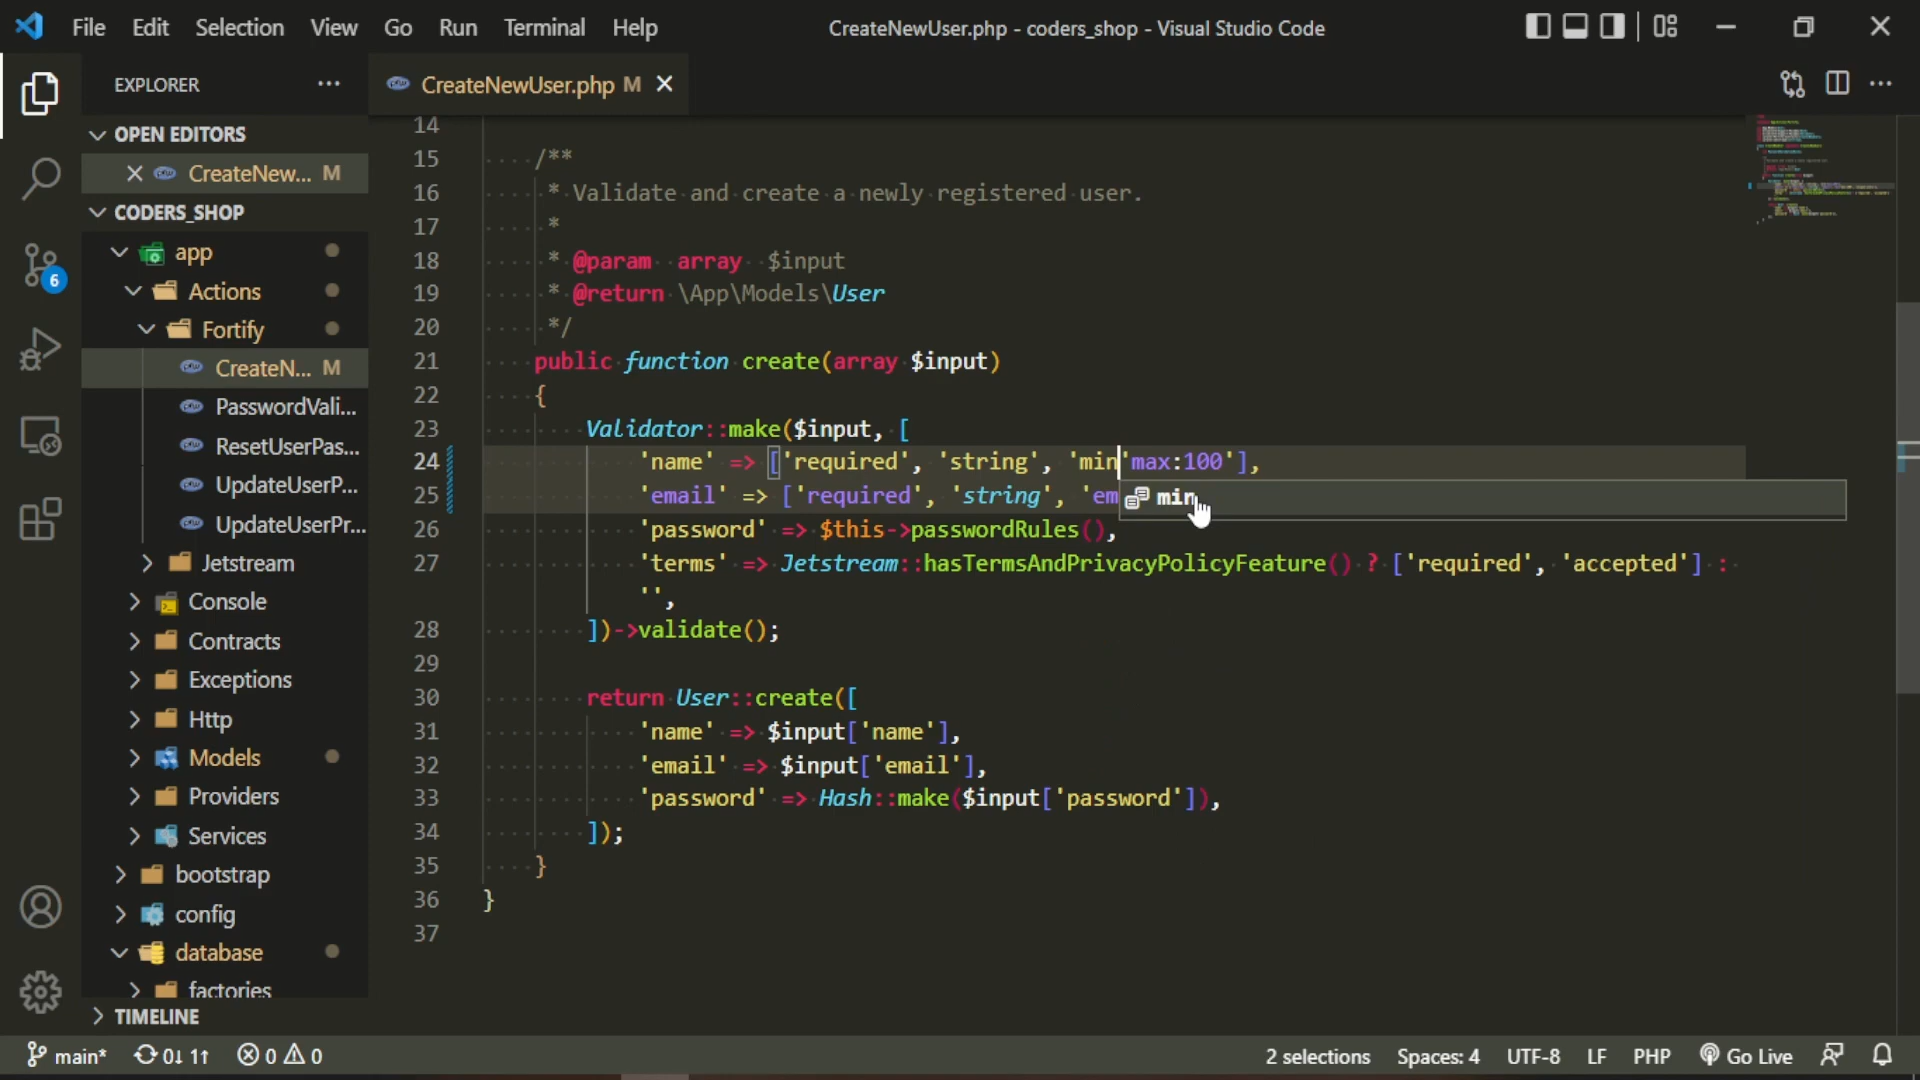 File Edit Selection View Go Run Terminal Help CreateNewUser.php - coders_shop - Visual Studio Code
EXPLORER ··· CreateNewUser.php M
OPEN EDITORS
CreateNew... M
CODERS_SHOP
app
Actions
Fortify
CreateN... M
PasswordVali...
ResetUserPas...
UpdateUserP...
UpdateUserPr...
Jetstream
Console
Contracts
Exceptions
Http
Models
Providers
Services
bootstrap
config
database
factories
TIMELINE
6
14
15 /**
16 * Validate and create a newly registered user.
17 *
18 * @param array $input
19 * @return \App\Models\User
20 */
21 public function create(array $input)
22 {
23 Validator::make($input, [
24 'name' => ['required', 'string', 'min'max:100'],
25 'email' => ['required', 'string', 'em
min
26 'password' => $this->passwordRules(),
27 'terms' => Jetstream::hasTermsAndPrivacyPolicyFeature() ? ['required', 'accepted'] :
'',
28 ])->validate();
29
30 return User::create([
31 'name' => $input['name'],
32 'email' => $input['email'],
33 'password' => Hash::make($input['password']),
34 ]);
35 }
36 }
37
main* 0↓ 1↑ 0 0 2 selections Spaces: 4 UTF-8 LF PHP Go Live